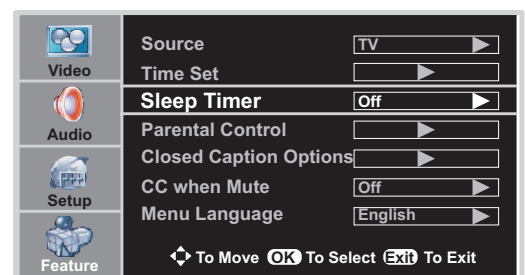 Video
Audio
Setup
Feature
Source TV
Time Set
Sleep Timer Off
Parental Control
Closed Caption Options
CC when Mute Off
Menu Language English
To Move OK To Select Exit To Exit